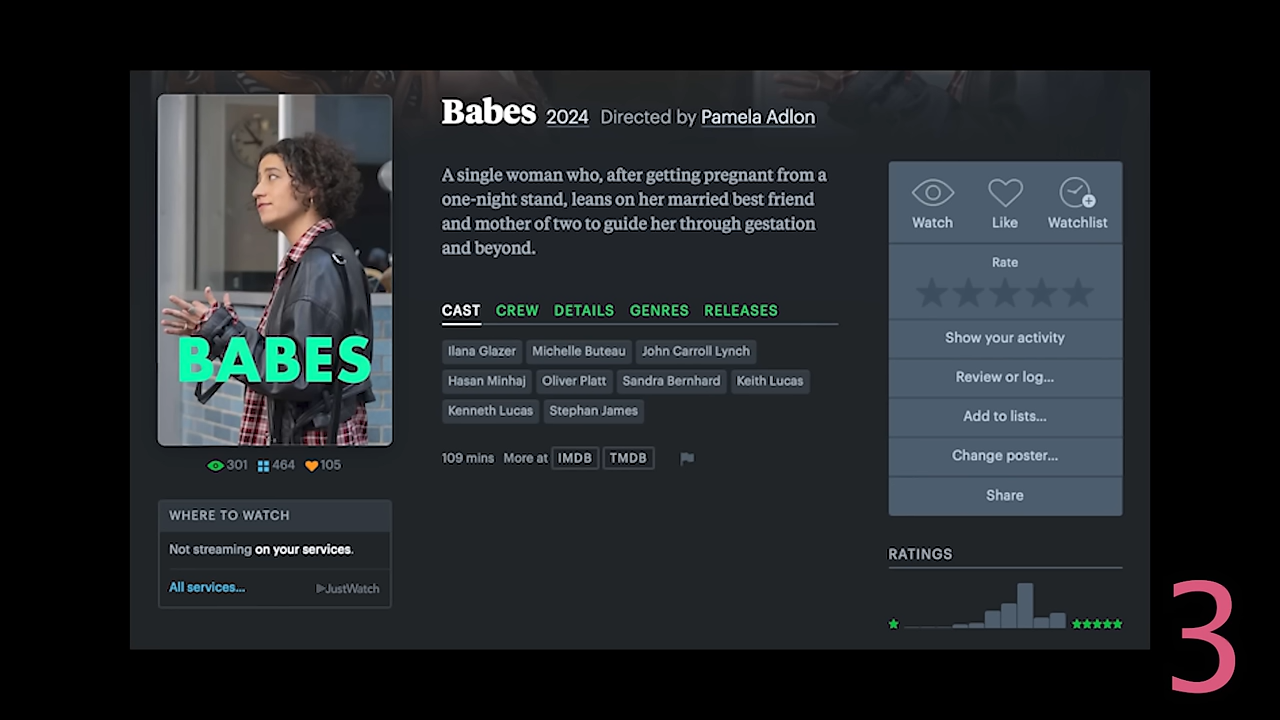 Babes 2024 Directed by Pamela Adlon
A single woman who, after getting pregnant from a
one-night stand, leans on her married best friend
and mother of two to guide her through gestation
and beyond.
CAST CREW DETAILS GENRES RELEASES
Ilana Glazer Michelle Buteau John Carroll Lynch
Hasan Minhaj Oliver Platt Sandra Bernhard Keith Lucas
Kenneth Lucas Stephan James
109 mins More at IMDB TMDB
BABES
301 464 105
WHERE TO WATCH
Not streaming on your services.
All services... JustWatch
Watch Like Watchlist
Rate
Show your activity
Review or log...
Add to lists...
Change poster...
Share
RATINGS
3